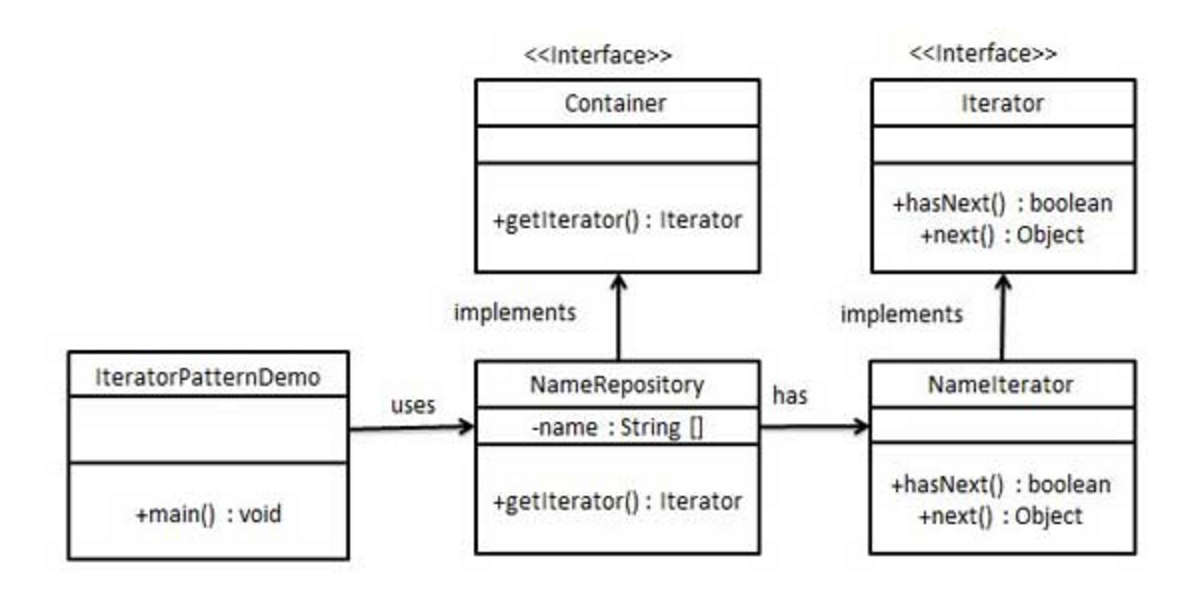 <<Interface>>
Container
+getIterator() : Iterator
<<Interface>>
Iterator
+hasNext() : boolean
+next() : Object
implements
implements
IteratorPatternDemo
+main() : void
uses
NameRepository
-name : String []
+getIterator() : Iterator
has
NameIterator
+hasNext() : boolean
+next() : Object